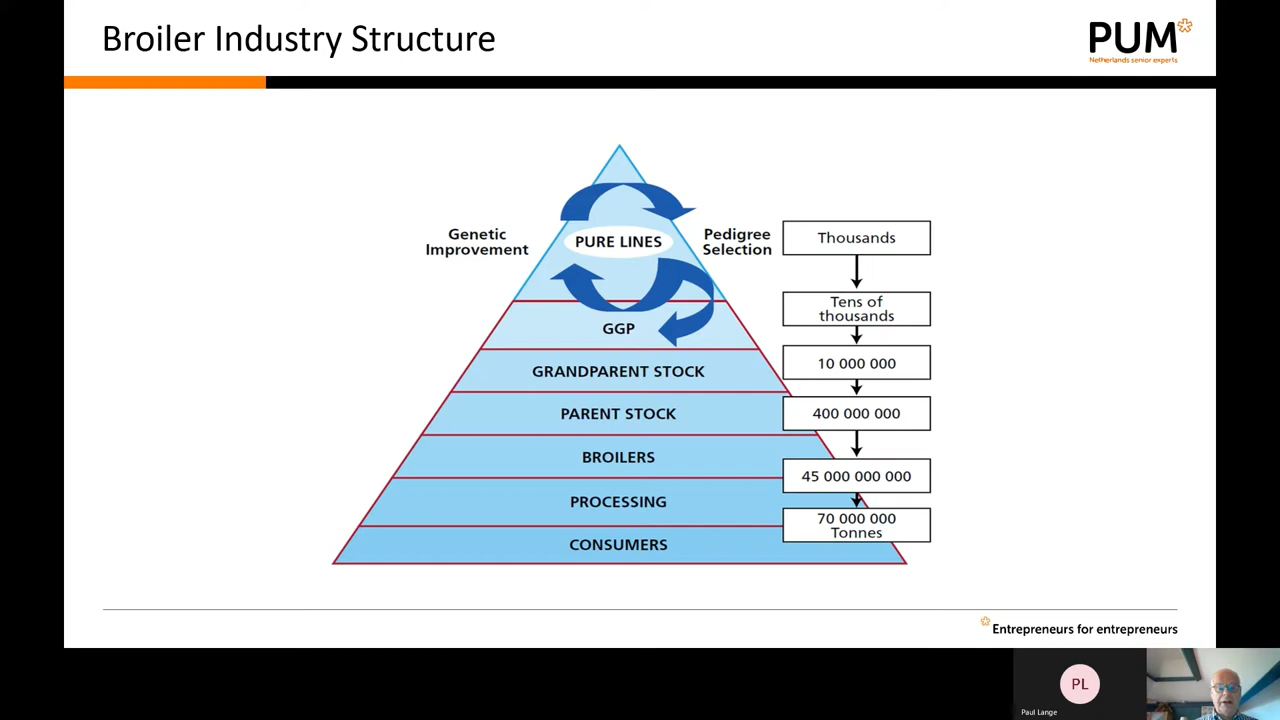 Broiler Industry Structure
PUM
Netherlands senior experts
Genetic
Improvement
PURE LINES
Pedigree
Selection
Thousands
GGP
Tens of
thousands
GRANDPARENT STOCK
10 000 000
PARENT STOCK
400 000 000
BROILERS
45 000 000 000
PROCESSING
70 000 000
Tonnes
CONSUMERS
Entrepreneurs for entrepreneurs
PL
Paul Lange